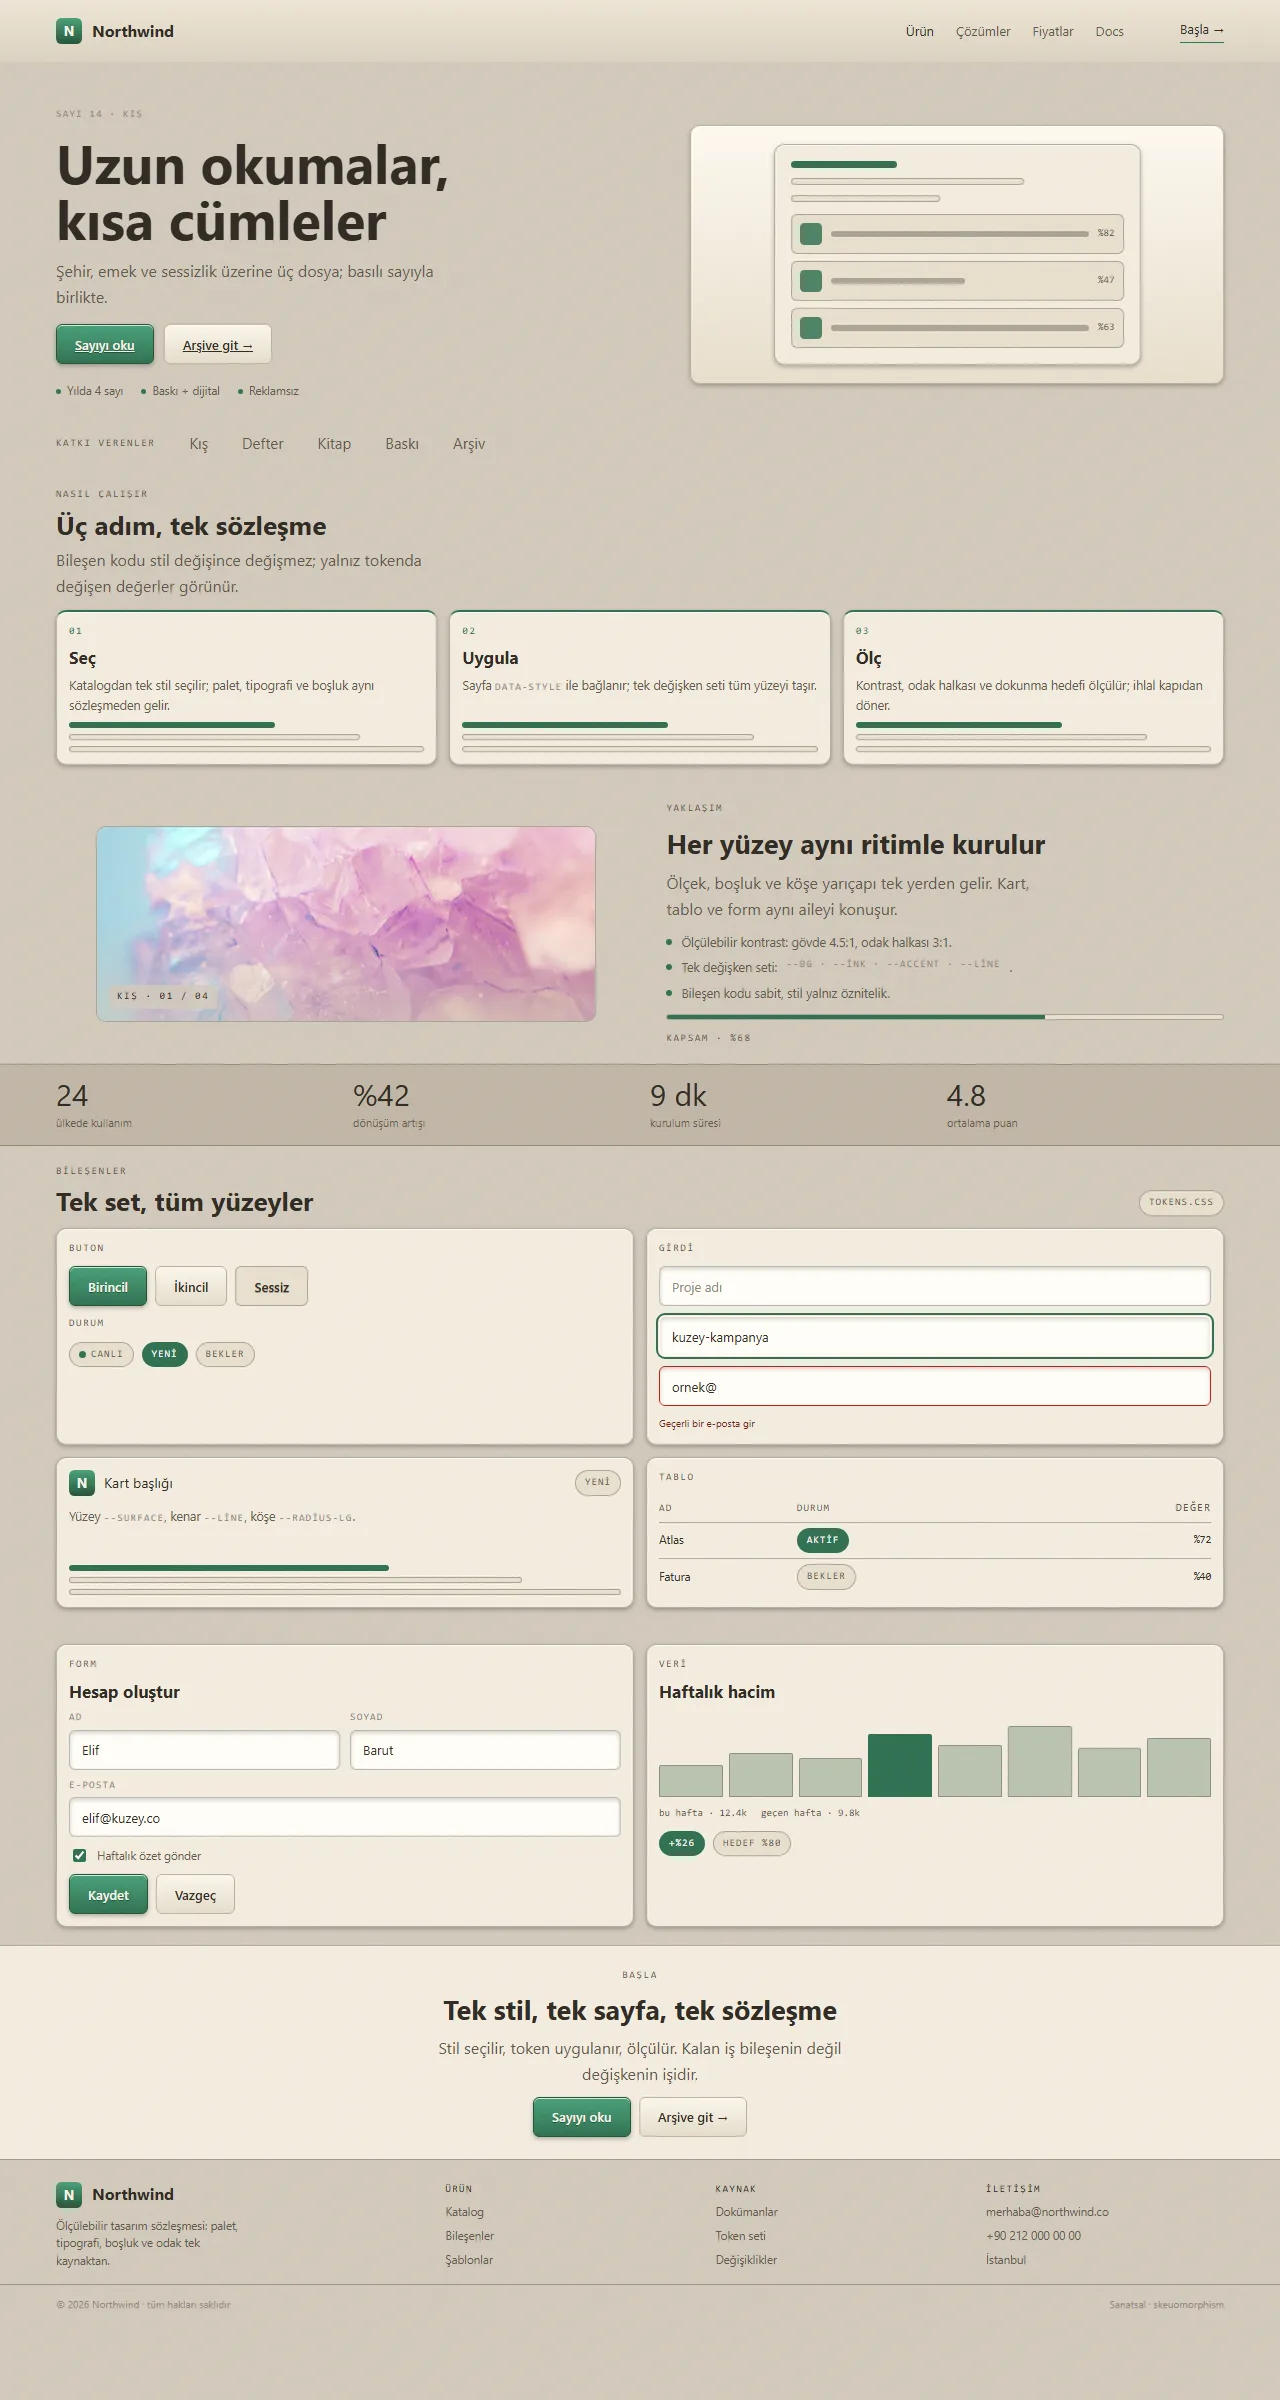 N Northwind
Ürün Çözümler Fiyatlar Docs Başla →
SAYI 14 · KIŞ
Uzun okumalar,
kısa cümleler
Şehir, emek ve sessizlik üzerine üç dosya; basılı sayıyla
birlikte.
Sayıyı oku Arşive git →
Yılda 4 sayı Baskı + dijital Reklamsız
%82
%47
%63
KATKI VERENLER Kış Defter Kitap Baskı Arşiv
NASIL ÇALIŞIR
Üç adım, tek sözleşme
Bileşen kodu stil değişince değişmez; yalnız tokenda
değişen değerler görünür.
01
Seç
Katalogdan tek stil seçilir; palet, tipografi ve boşluk aynı
sözleşmeden gelir.
02
Uygula
Sayfa DATA-STYLE ile bağlanır; tek değişken seti tüm yüzeyi taşır.
03
Ölç
Kontrast, odak halkası ve dokunma hedefi ölçülür; ihlal kapıdan
döner.
KIŞ · 01 / 04
YAKLAŞIM
Her yüzey aynı ritimle kurulur
Ölçek, boşluk ve köşe yarıçapı tek yerden gelir. Kart,
tablo ve form aynı aileyi konuşur.
Ölçülebilir kontrast: gövde 4.5:1, odak halkası 3:1.
Tek değişken seti: --BG · --İNK · --ACCENT · --LİNE .
Bileşen kodu sabit, stil yalnız öznitelik.
KAPSAM · %68
24 %42 9 dk 4.8
ülkede kullanım dönüşüm artışı kurulum süresi ortalama puan
BİLEŞENLER
Tek set, tüm yüzeyler
TOKENS.CSS
BUTON
Birincil İkincil Sessiz
DURUM
CANLI YENİ BEKLER
GİRDİ
Proje adı
kuzey-kampanya
ornek@
Geçerli bir e-posta gir
N Kart başlığı YENİ
Yüzey --SURFACE, kenar --LİNE, köşe --RADİUS-LG.
TABLO
AD DURUM DEĞER
Atlas AKTİF %72
Fatura BEKLER %40
FORM
Hesap oluştur
AD SOYAD
Elif Barut
E-POSTA
elif@kuzey.co
Haftalık özet gönder
Kaydet Vazgeç
VERİ
Haftalık hacim
bu hafta · 12.4k geçen hafta · 9.8k
+%26 HEDEF %80
BAŞLA
Tek stil, tek sayfa, tek sözleşme
Stil seçilir, token uygulanır, ölçülür. Kalan iş bileşenin değil
değişkenin işidir.
Sayıyı oku Arşive git →
N Northwind
Ölçülebilir tasarım sözleşmesi: palet,
tipografi, boşluk ve odak tek
kaynaktan.
ÜRÜN
Katalog
Bileşenler
Şablonlar
KAYNAK
Dokümanlar
Token seti
Değişiklikler
İLETİŞİM
merhaba@northwind.co
+90 212 000 00 00
İstanbul
© 2026 Northwind · tüm hakları saklıdır
Sanatsal · skeuomorphism